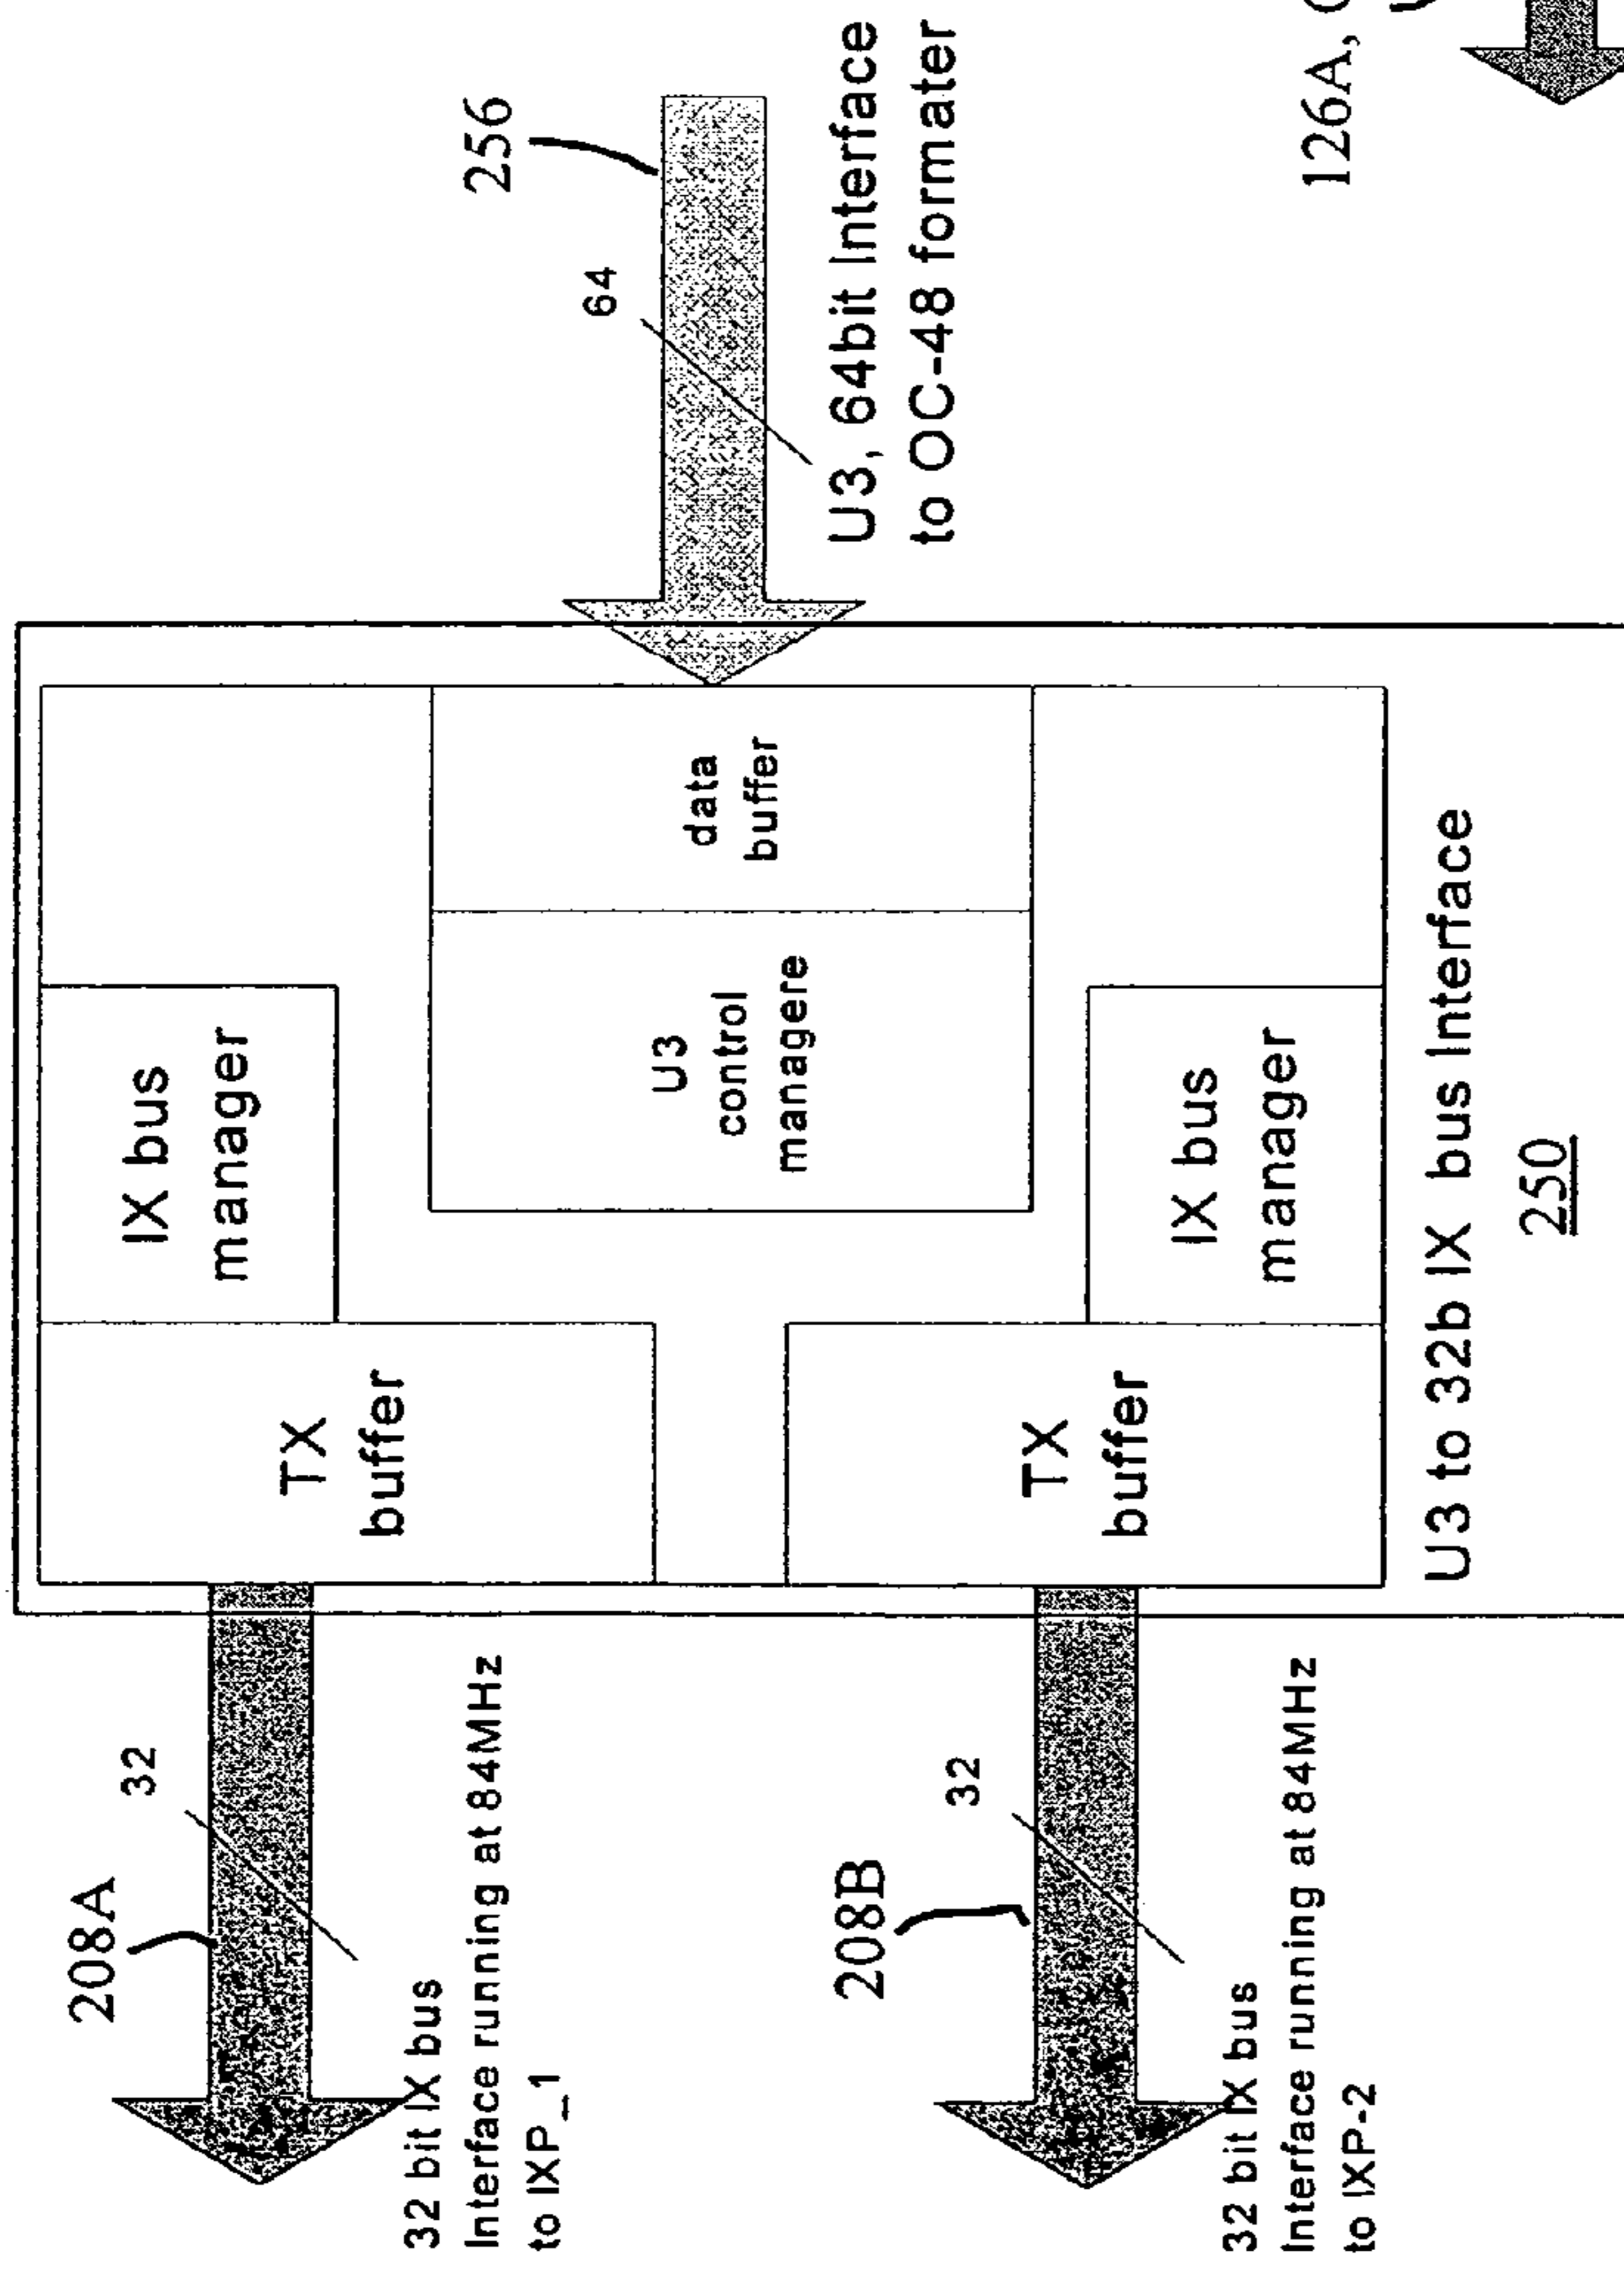 208A
32
32 bit IX bus
Interface running at 84MHz
to IXP_1
TX
buffer
IX bus
manager
256
64
U3, 64bit Interface
to OC-48 formater
U3
control
managere
data
buffer
208B
32
32 bit IX bus
Interface running at 84MHz
to IXP-2
TX
buffer
IX bus
manager
U3 to 32b IX bus Interface
250
126A,